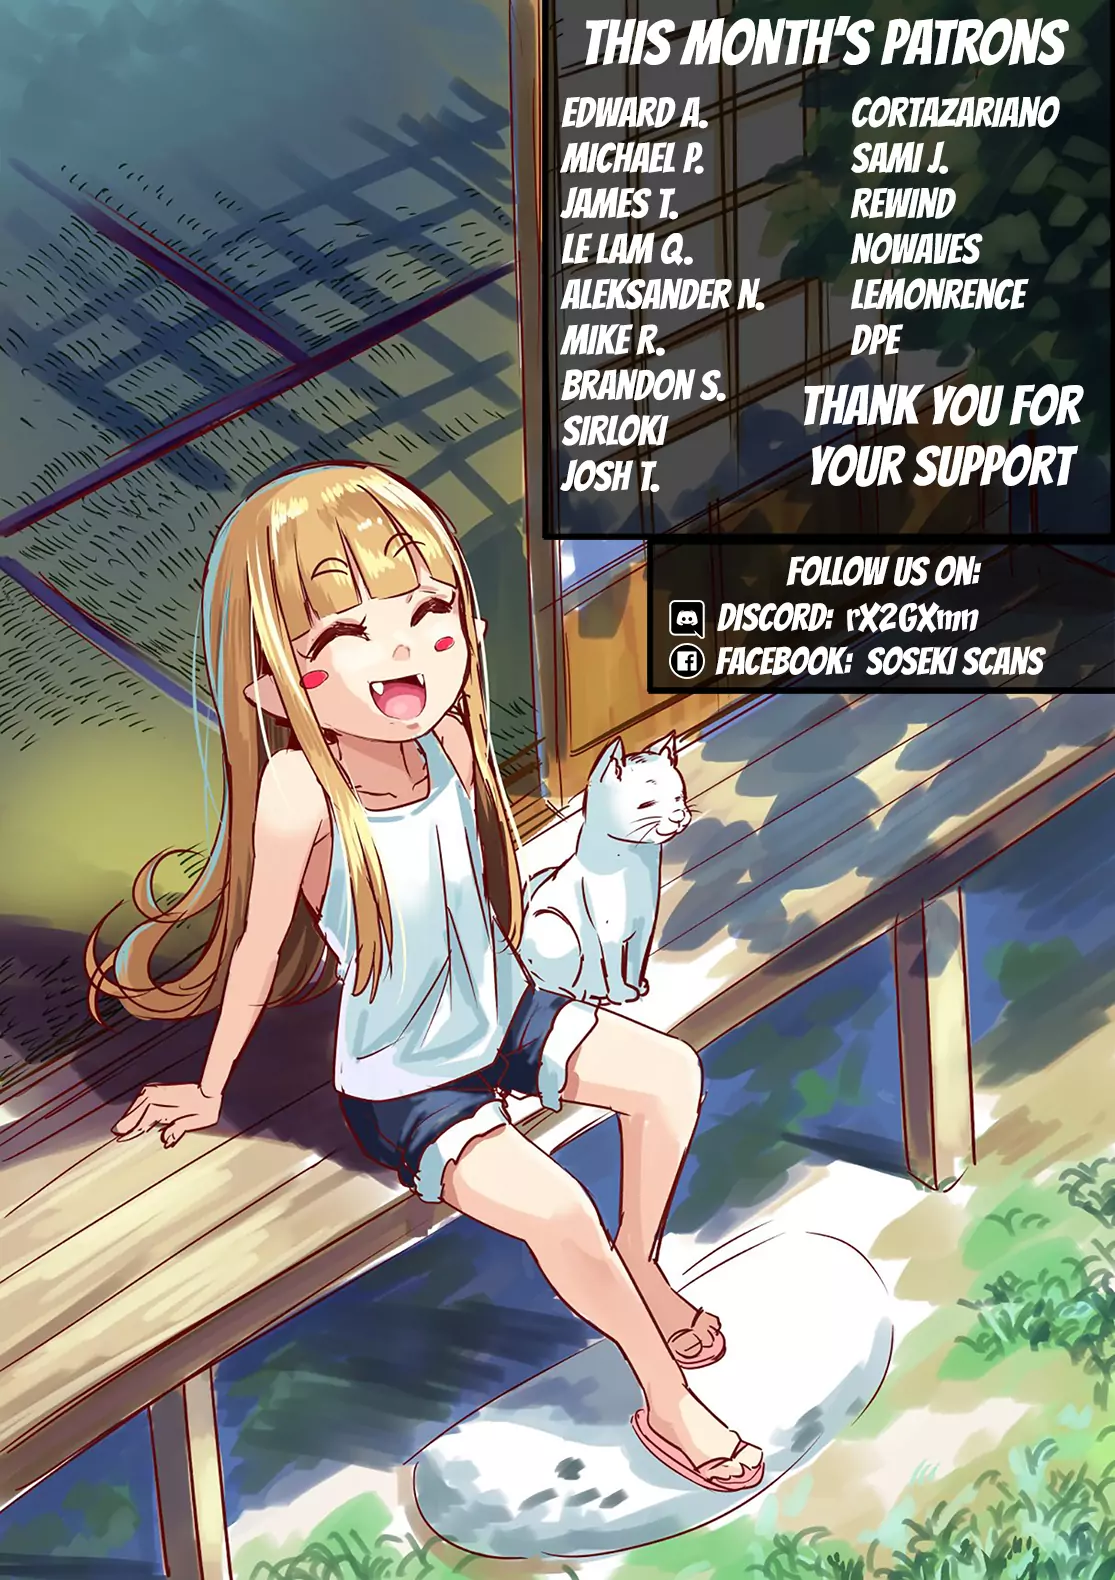 THIS MONTH'S PATRONS
EDWARD A.
MICHAEL P.
JAMES T.
LE LAM Q.
ALEKSANDER N.
MIKE R.
BRANDON S.
SIRLOKI
JOSH T.
CORTAZARIANO
SAMI J.
REWIND
NOWAVES
LEMONRENCE
DPE
THANK YOU FOR
YOUR SUPPORT
FOLLOW US ON:
DISCORD: rX2GXmn
FACEBOOK: SOSEKI SCANS